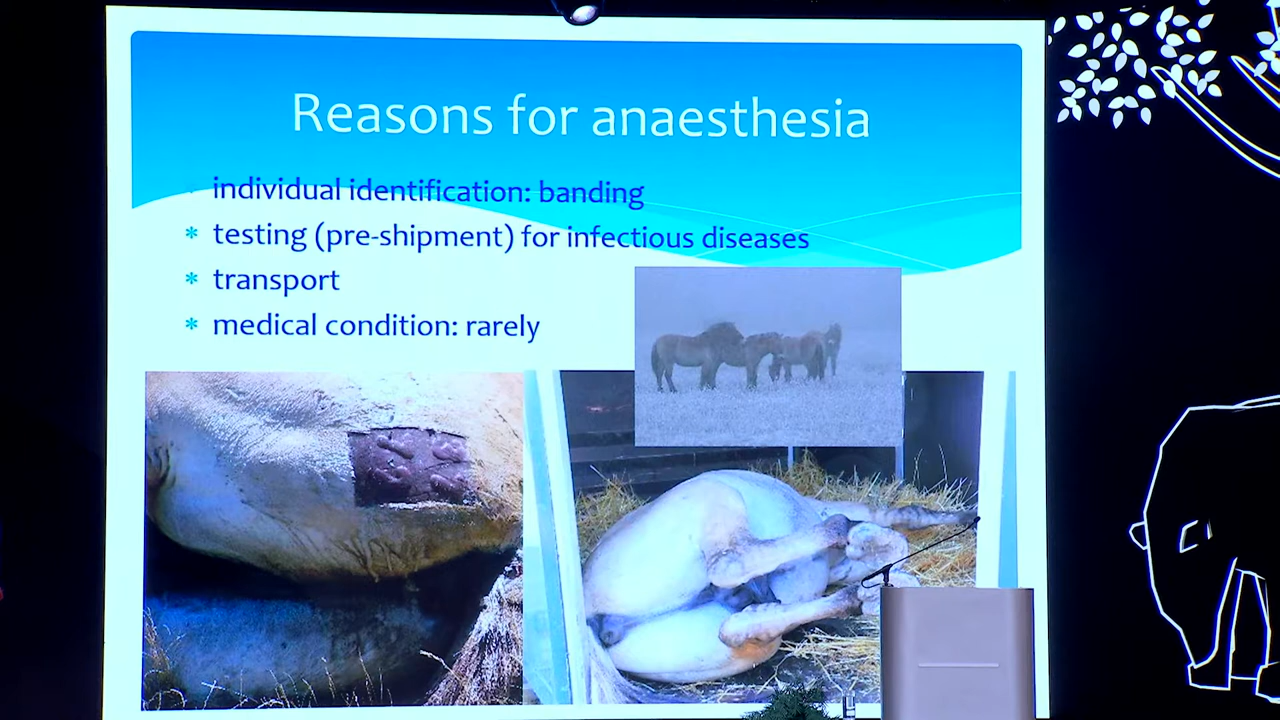 Reasons for anaesthesia
individual identification: banding
* testing (pre-shipment) for infectious diseases
* transport
* medical condition: rarely